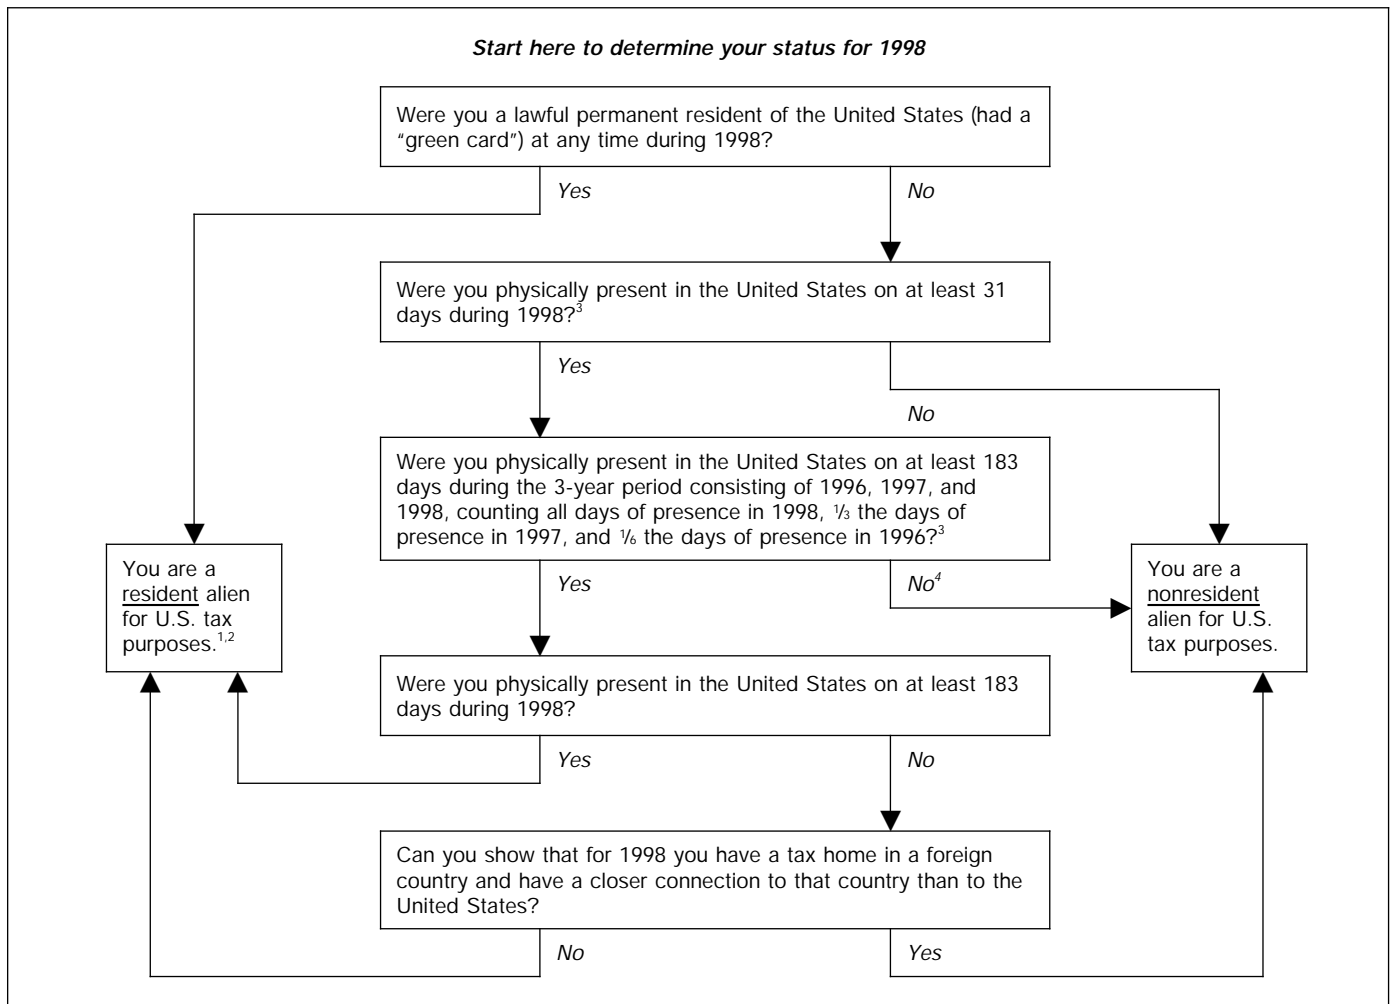 Start here to determine your status for 1998
Were you a lawful permanent resident of the United States (had a
“green card”) at any time during 1998?
Yes
No
Were you physically present in the United States on at least 31
days during 1998?3
Yes
No
Were you physically present in the United States on at least 183
days during the 3-year period consisting of 1996, 1997, and
1998, counting all days of presence in 1998, 1/3 the days of
presence in 1997, and 1/6 the days of presence in 1996?3
Yes
No4
You are a
resident alien
for U.S. tax
purposes.1,2
You are a
nonresident
alien for U.S.
tax purposes.
Were you physically present in the United States on at least 183
days during 1998?
Yes
No
Can you show that for 1998 you have a tax home in a foreign
country and have a closer connection to that country than to the
United States?
No
Yes